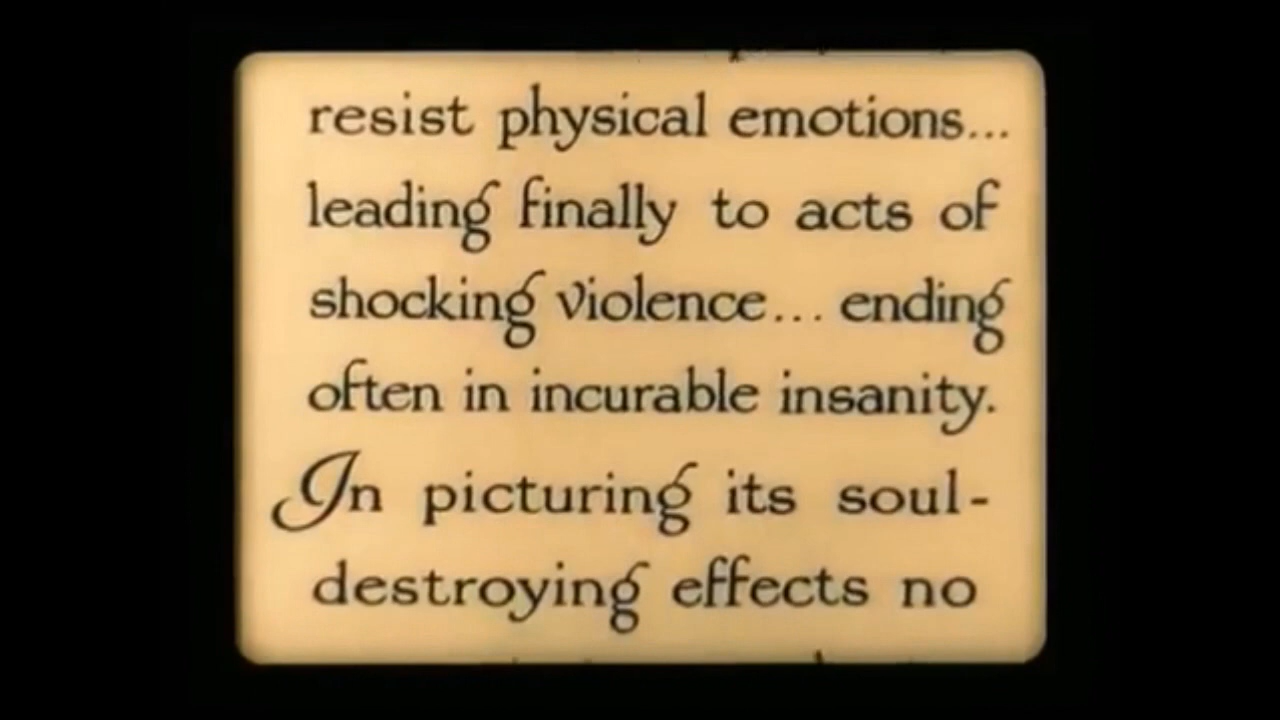 resist physical emotions...
leading finally to acts of
shocking violence... ending
often in incurable insanity.
In picturing its soul-
destroying effects no